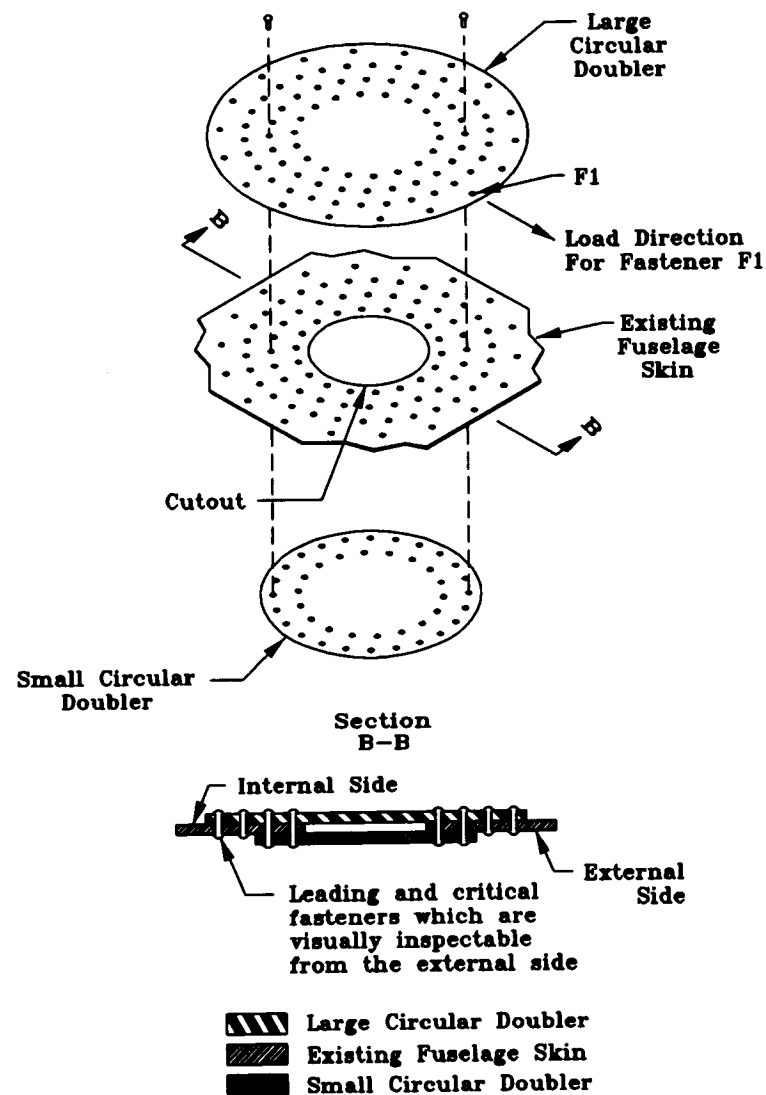 Large
Circular
Doubler
F1
B
Load Direction
For Fastener F1
Existing
Fuselage
Skin
B
Cutout
Small Circular
Doubler
Section
B-B
Internal Side
External
Side
Leading and critical
fasteners which are
visually inspectable
from the external side
Large Circular Doubler
Existing Fuselage Skin
Small Circular Doubler